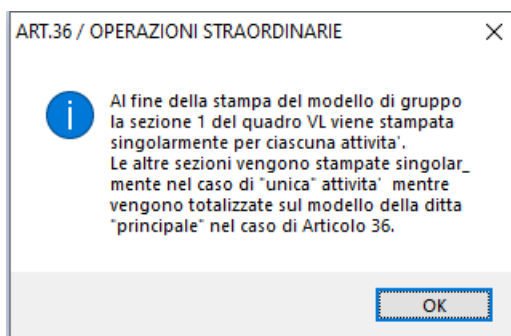 ART.36 / OPERAZIONI STRAORDINARIE
Al fine della stampa del modello di gruppo
la sezione 1 del quadro VL viene stampata
singolarmente per ciascuna attivita'.
Le altre sezioni vengono stampate singolar_
mente nel caso di "unica" attivita' mentre
vengono totalizzate sul modello della ditta
"principale" nel caso di Articolo 36.
OK